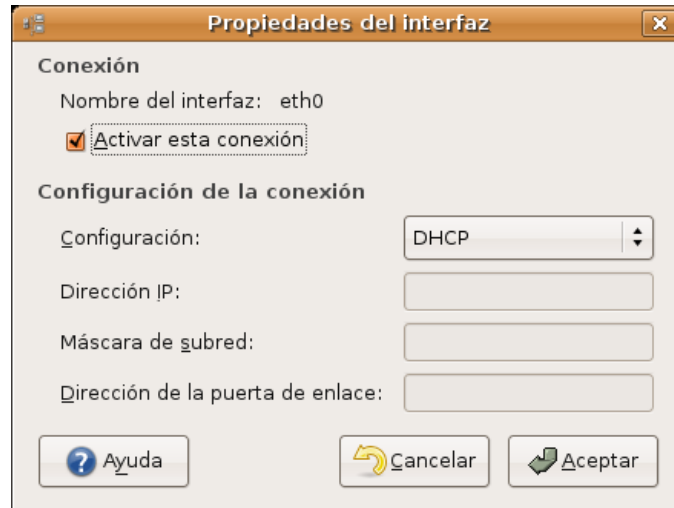 Propiedades del interfaz
Conexión
Nombre del interfaz: eth0
Activar esta conexión
Configuración de la conexión
Configuración: DHCP
Dirección IP:
Máscara de subred:
Dirección de la puerta de enlace:
Ayuda Cancelar Aceptar